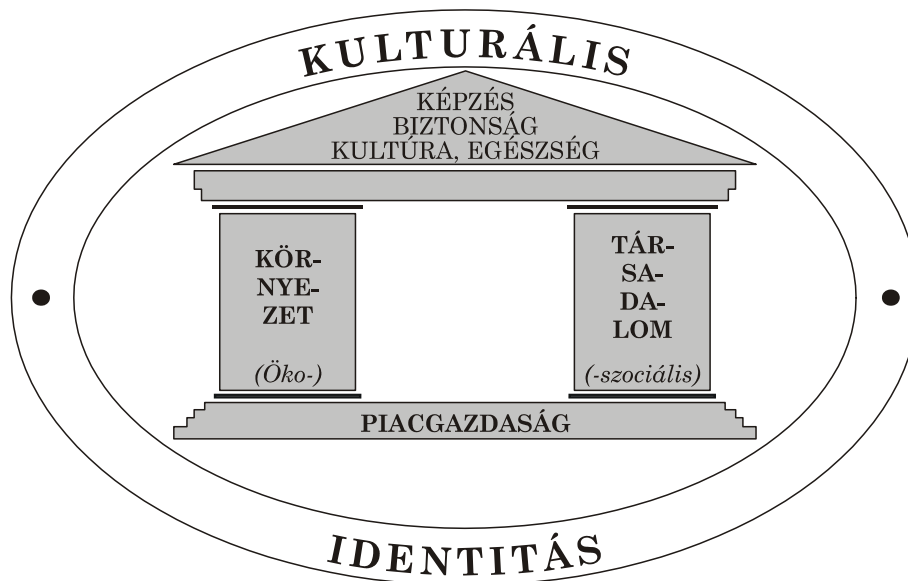 KULTURÁLIS
KÉPZÉS
BIZTONSÁG
KULTÚRA, EGÉSZSÉG
KÖR-
NYE-
ZET
(Öko-)
TÁR-
SA-
DA-
LOM
(-szociális)
PIACGAZDASÁG
IDENTITÁS